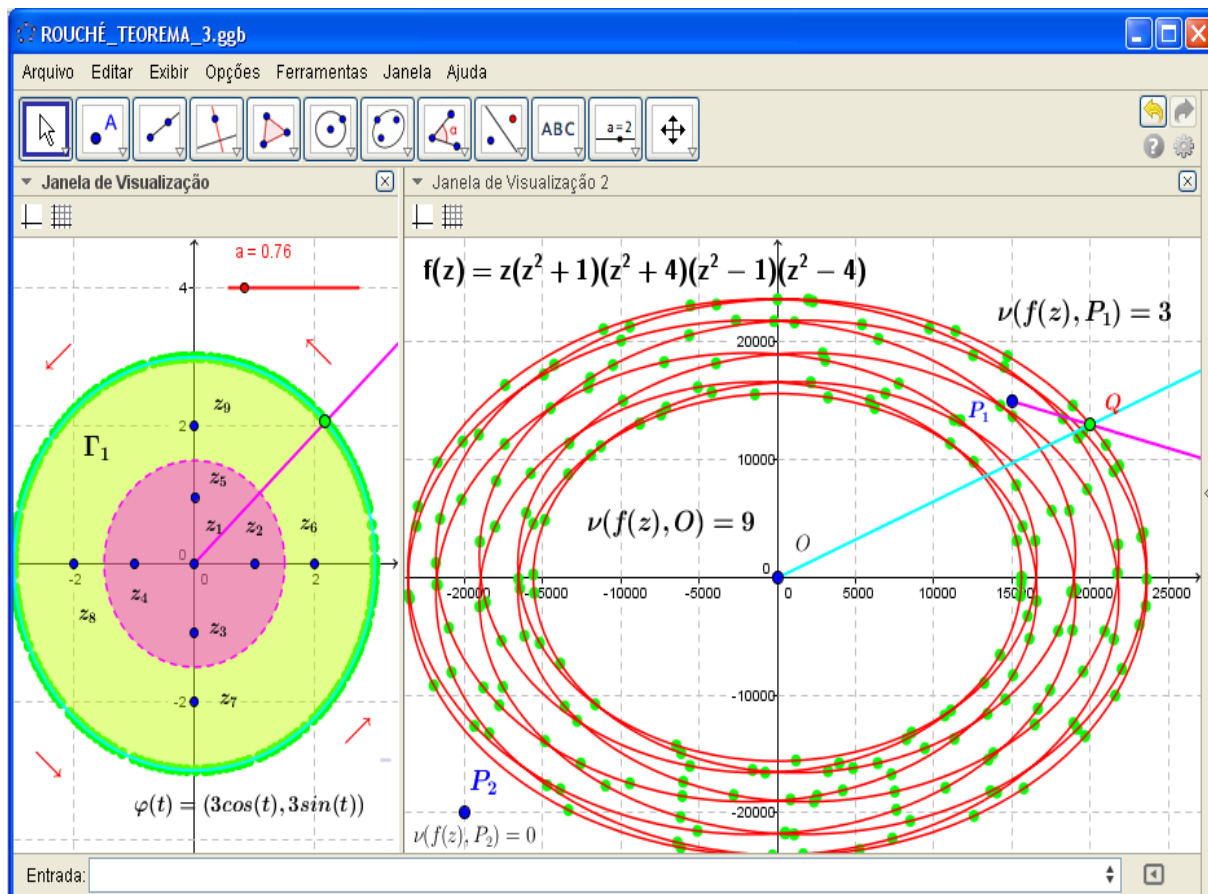 ROUCHÉ_TEOREMA_3.ggb
Arquivo Editar Exibir Opções Ferramentas Janela Ajuda
A
α
ABC
a=2
Janela de Visualização
Janela de Visualização 2
a = 0.76
4
2
-2
0
-2
0
2
z₉
Γ₁
z₅
z₁
z₂
z₆
z₄
z₈
z₃
z₇
φ(t) = (3cos(t), 3sin(t))
f(z) = z(z² + 1)(z² + 4)(z² − 1)(z² − 4)
ν(f(z), P₁) = 3
20000
10000
0
-10000
-20000
P₁
Q
ν(f(z), O) = 9
O
-20000 -15000 -10000 -5000 0 5000 10000 15000 20000 25000
P₂
ν(f(z), P₂) = 0
Entrada: